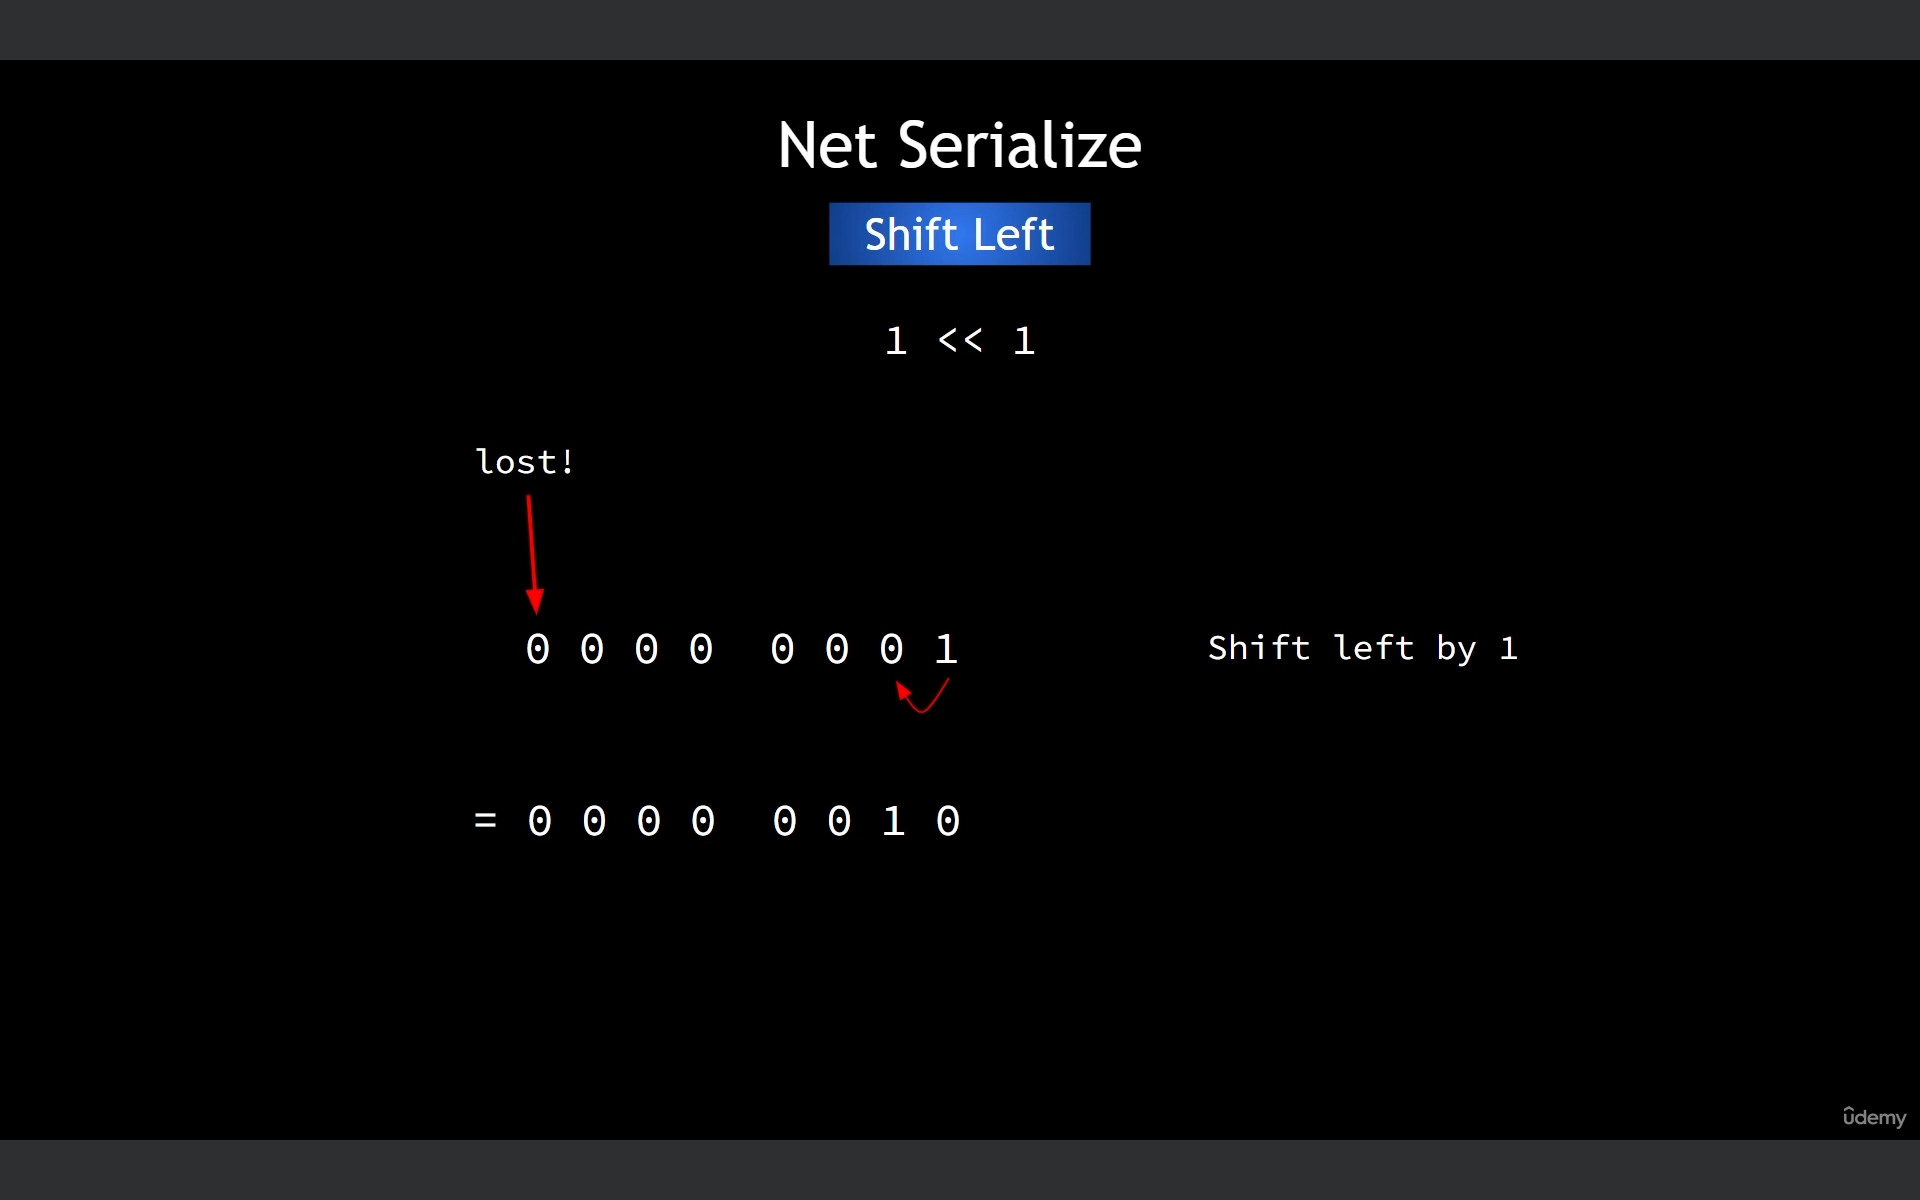 Net Serialize
Shift Left
1 << 1
lost!
0 0 0 0 0 0 0 1
Shift left by 1
= 0 0 0 0 0 0 1 0
ûdemy